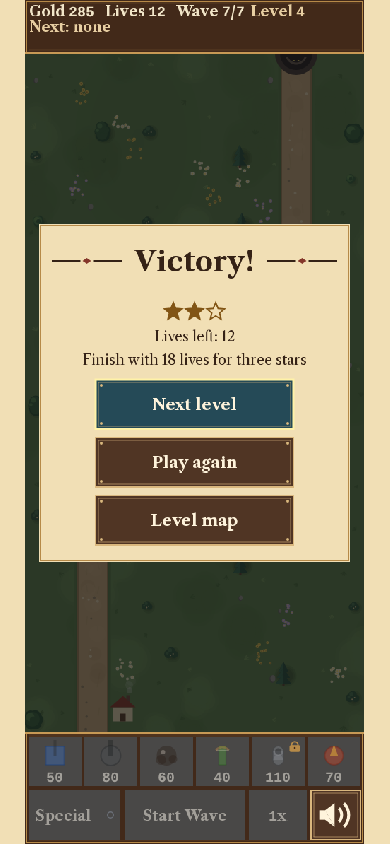 Gold 285 Lives 12 Wave 7/7 Level 4
Next: none
Victory!
Lives left: 12
Finish with 18 lives for three stars
Next level
Play again
Level map
50 80 60 40 110 70
Special Start Wave 1x